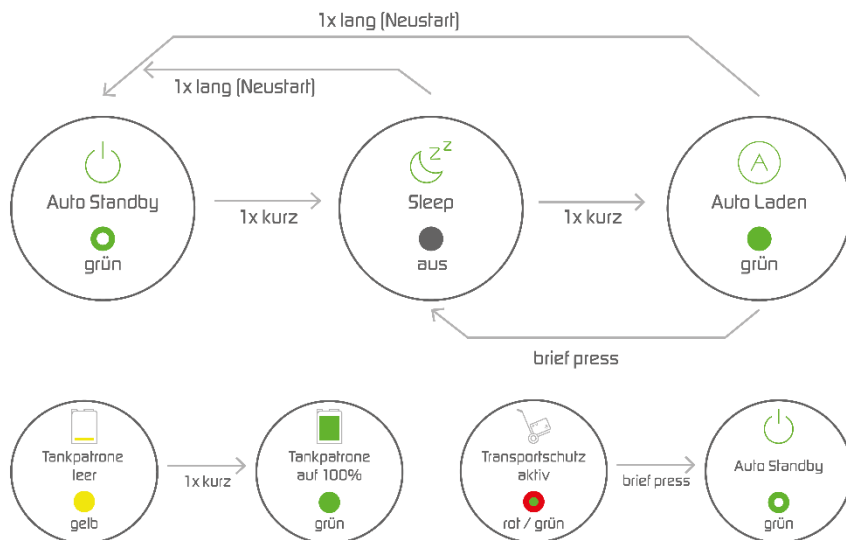 1x lang (Neustart)
1x lang (Neustart)
Auto Standby
grün
1x kurz
z z
Sleep
aus
1x kurz
A
Auto Laden
grün
brief press
Tankpatrone
leer
gelb
1x kurz
Tankpatrone
auf 100%
grün
Transportschutz
aktiv
rot / grün
brief press
Auto Standby
grün